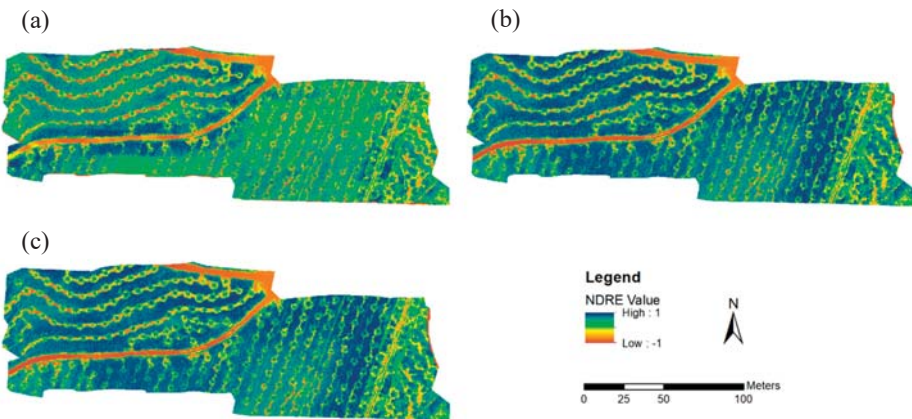 (a)
(b)
(c)
Legend
NDRE Value
High : 1
Low : -1
N
Meters
0 25 50 100